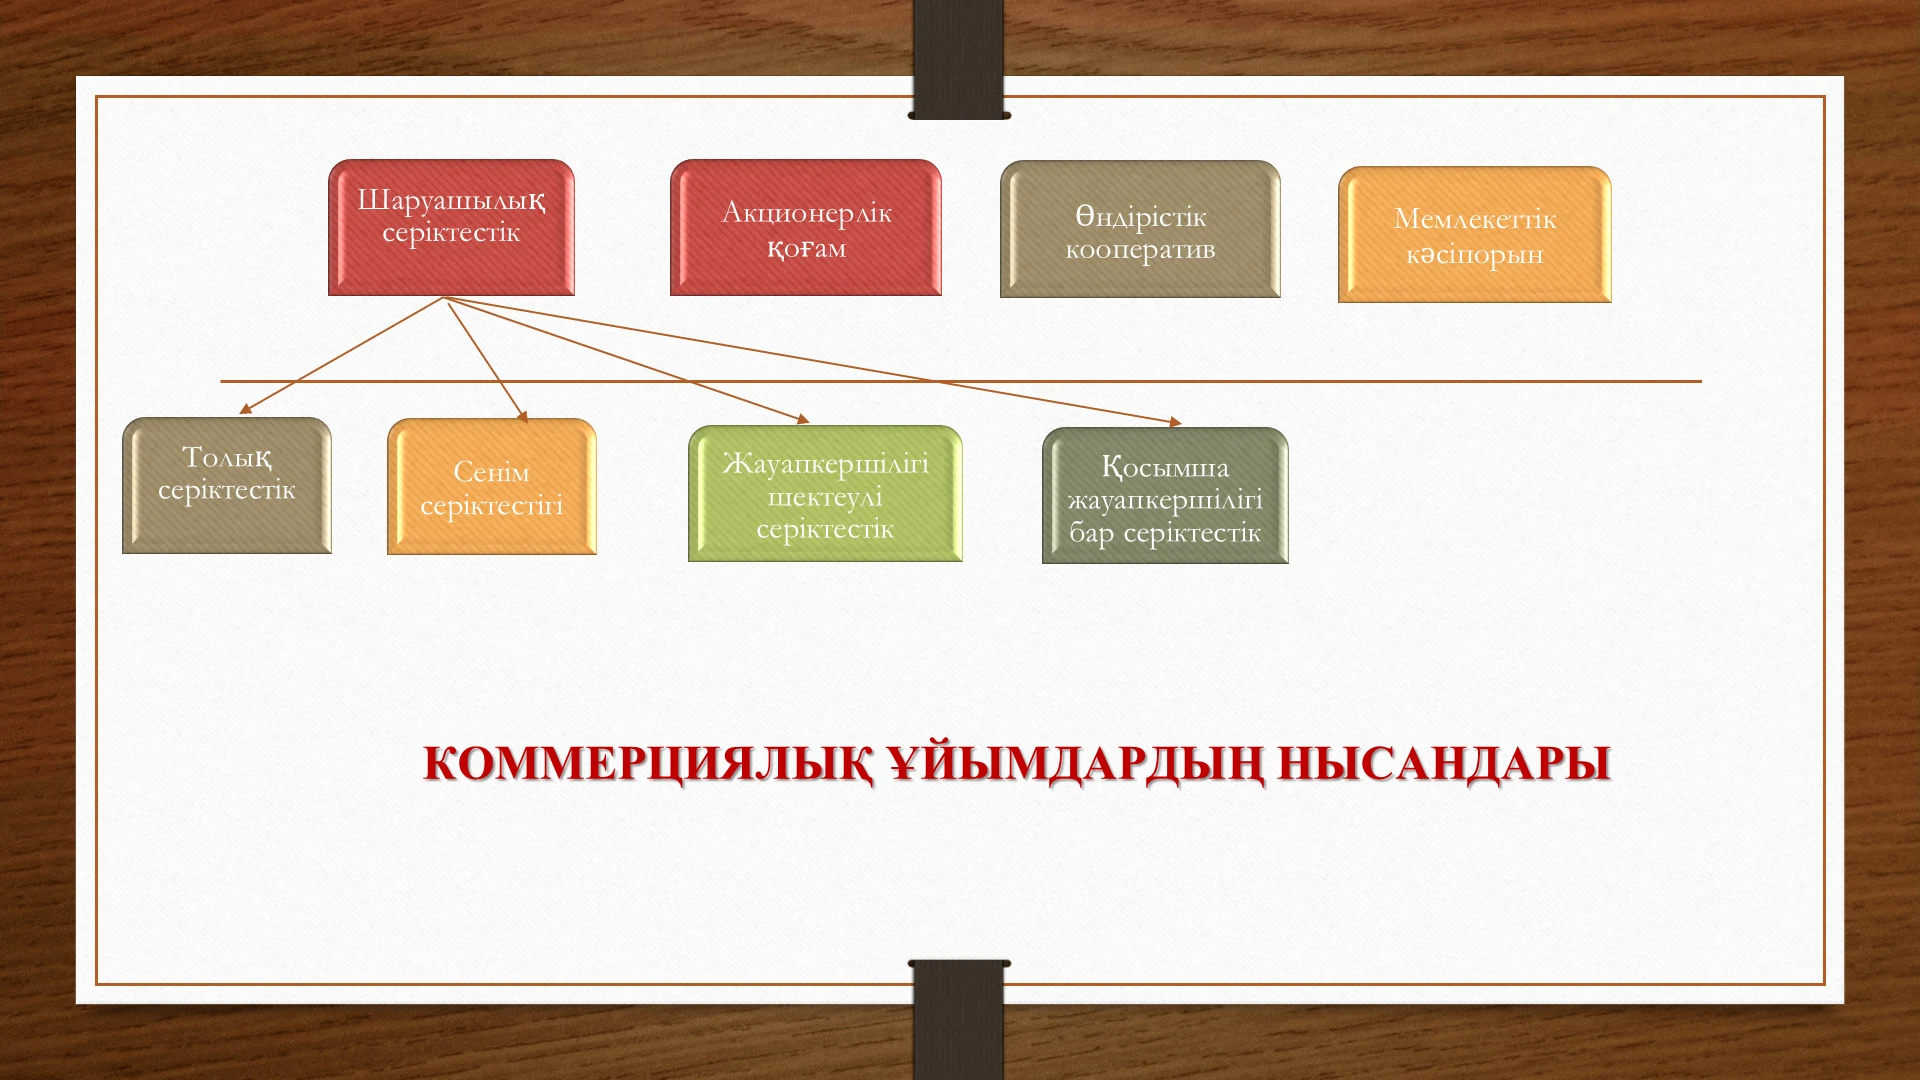 Шаруашылық
серіктестік
Акционерлік
қоғам
Өндірістік
кооператив
Мемлекеттік
кәсіпорын
Толық
серіктестік
Сенім
серіктестігі
Жауапкершілігі
шектеулі
серіктестік
Қосымша
жауапкершілігі
бар серіктестік
КОММЕРЦИЯЛЫҚ ҰЙЫМДАРДЫҢ НЫСАНДАРЫ